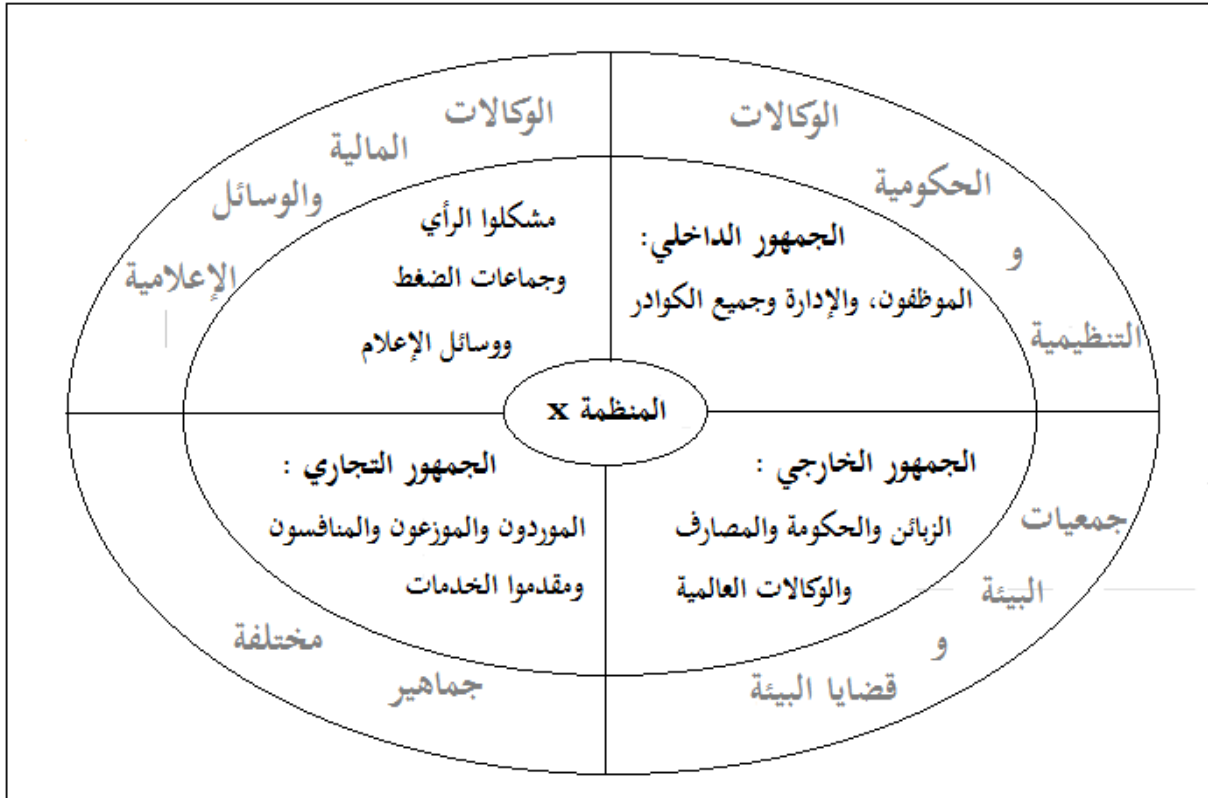 الوكالات
الحكومية
و
التنظيمية
الوكالات
المالية
والوسائل
الإعلامية
الجمهور الداخلي:
الموظفون، والإدارة وجميع الكوادر
مشكلوا الرأي
وجماعات الضغط
ووسائل الإعلام
المنظمة x
الجمهور الخارجي :
الزبائن والحكومة والمصارف
والوكالات العالمية
الجمهور التجاري :
الموردون والموزعون والمنافسون
ومقدموا الخدمات
جمعيات
البيئة
و
قضايا البيئة
جماهير
مختلفة